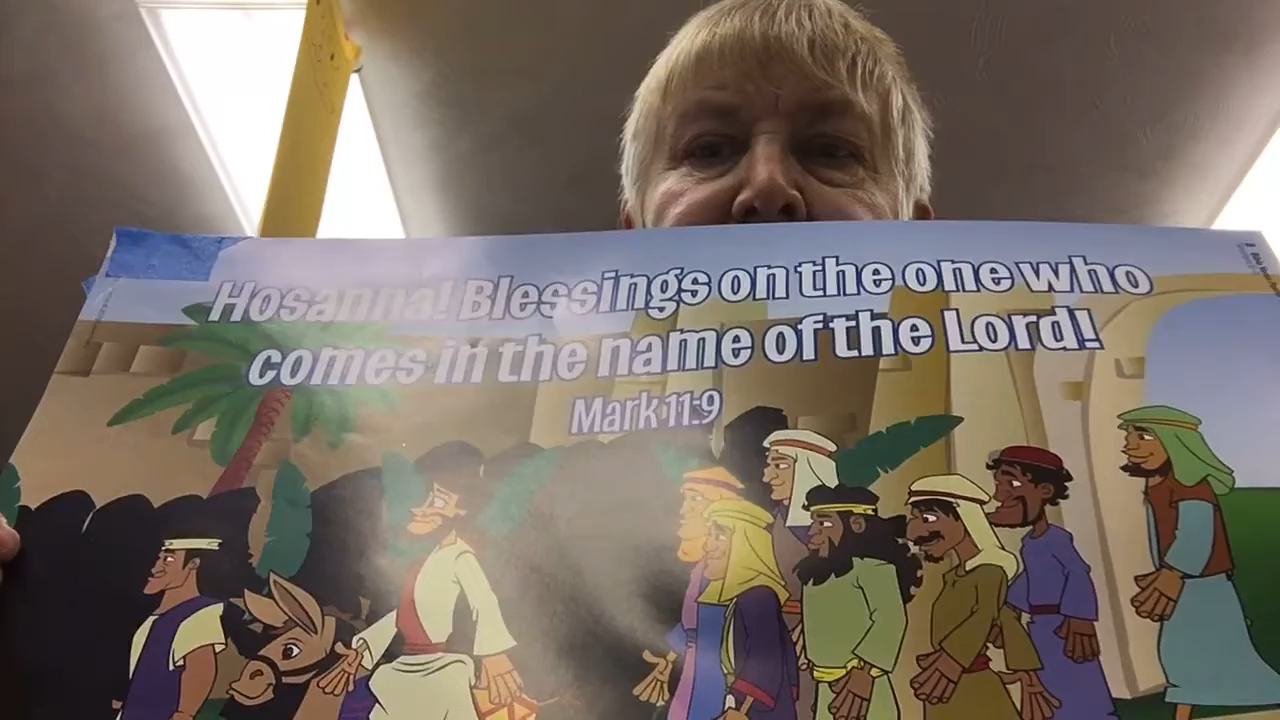 Hosanna! Blessings on the one who
comes in the name of the Lord!
Mark 11:9